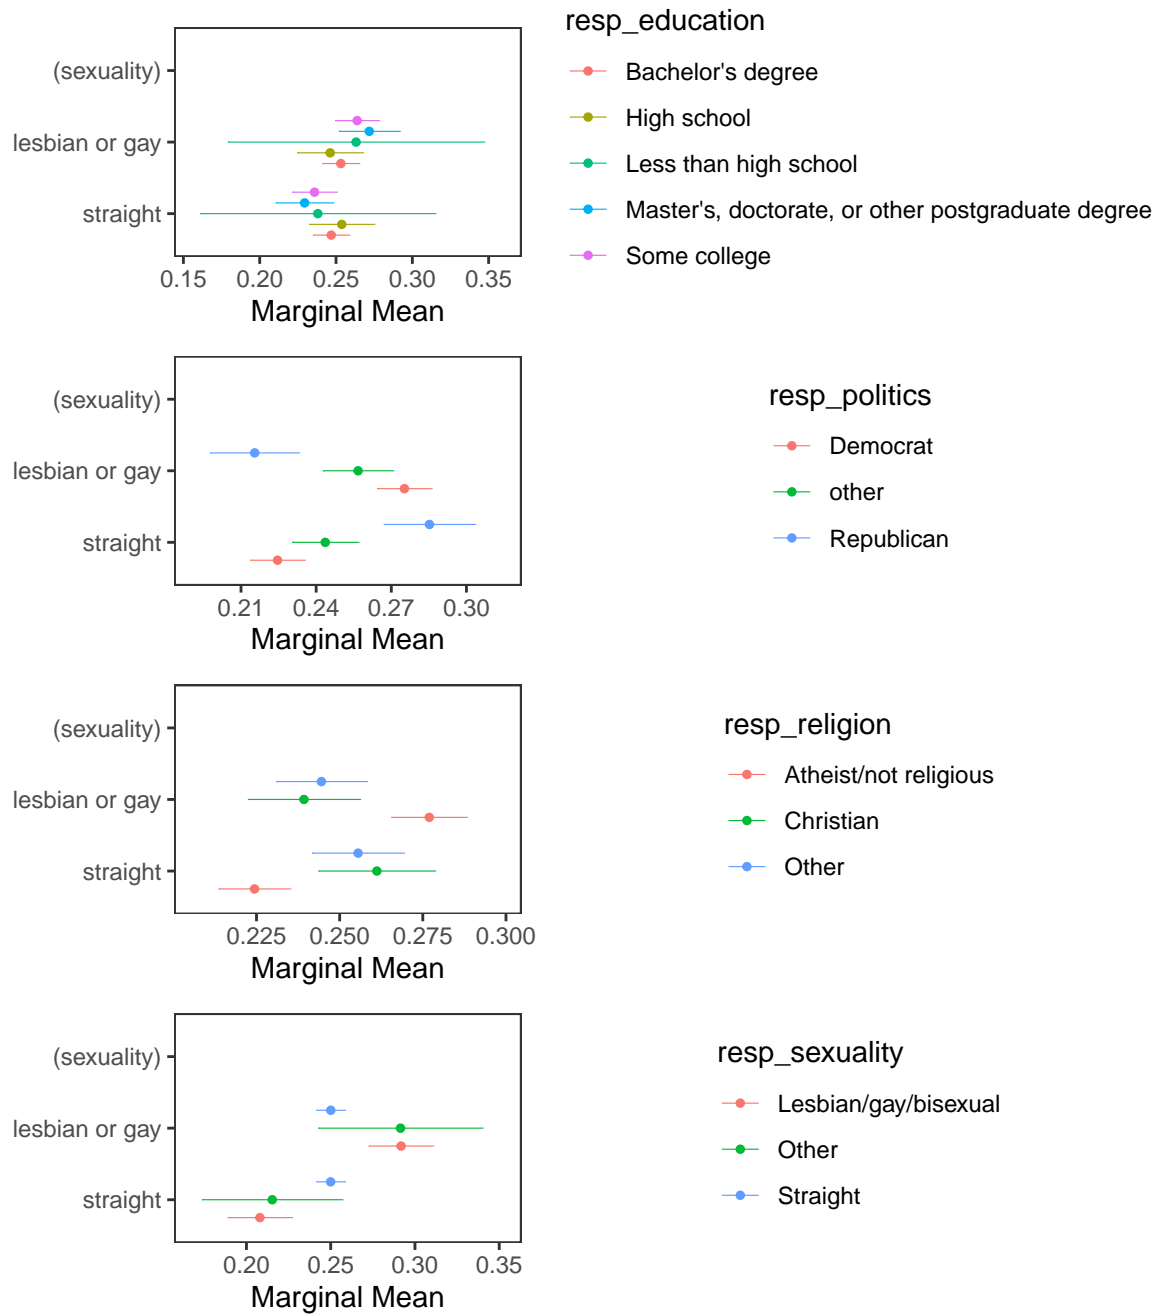 resp_education
(sexuality)
lesbian or gay
straight
0.15 0.20 0.25 0.30 0.35
Marginal Mean
Bachelor's degree
High school
Less than high school
Master's, doctorate, or other postgraduate degree
Some college
(sexuality)
lesbian or gay
straight
0.21 0.24 0.27 0.30
Marginal Mean
resp_politics
Democrat
other
Republican
(sexuality)
lesbian or gay
straight
0.225 0.250 0.275 0.300
Marginal Mean
resp_religion
Atheist/not religious
Christian
Other
(sexuality)
lesbian or gay
straight
0.20 0.25 0.30 0.35
Marginal Mean
resp_sexuality
Lesbian/gay/bisexual
Other
Straight